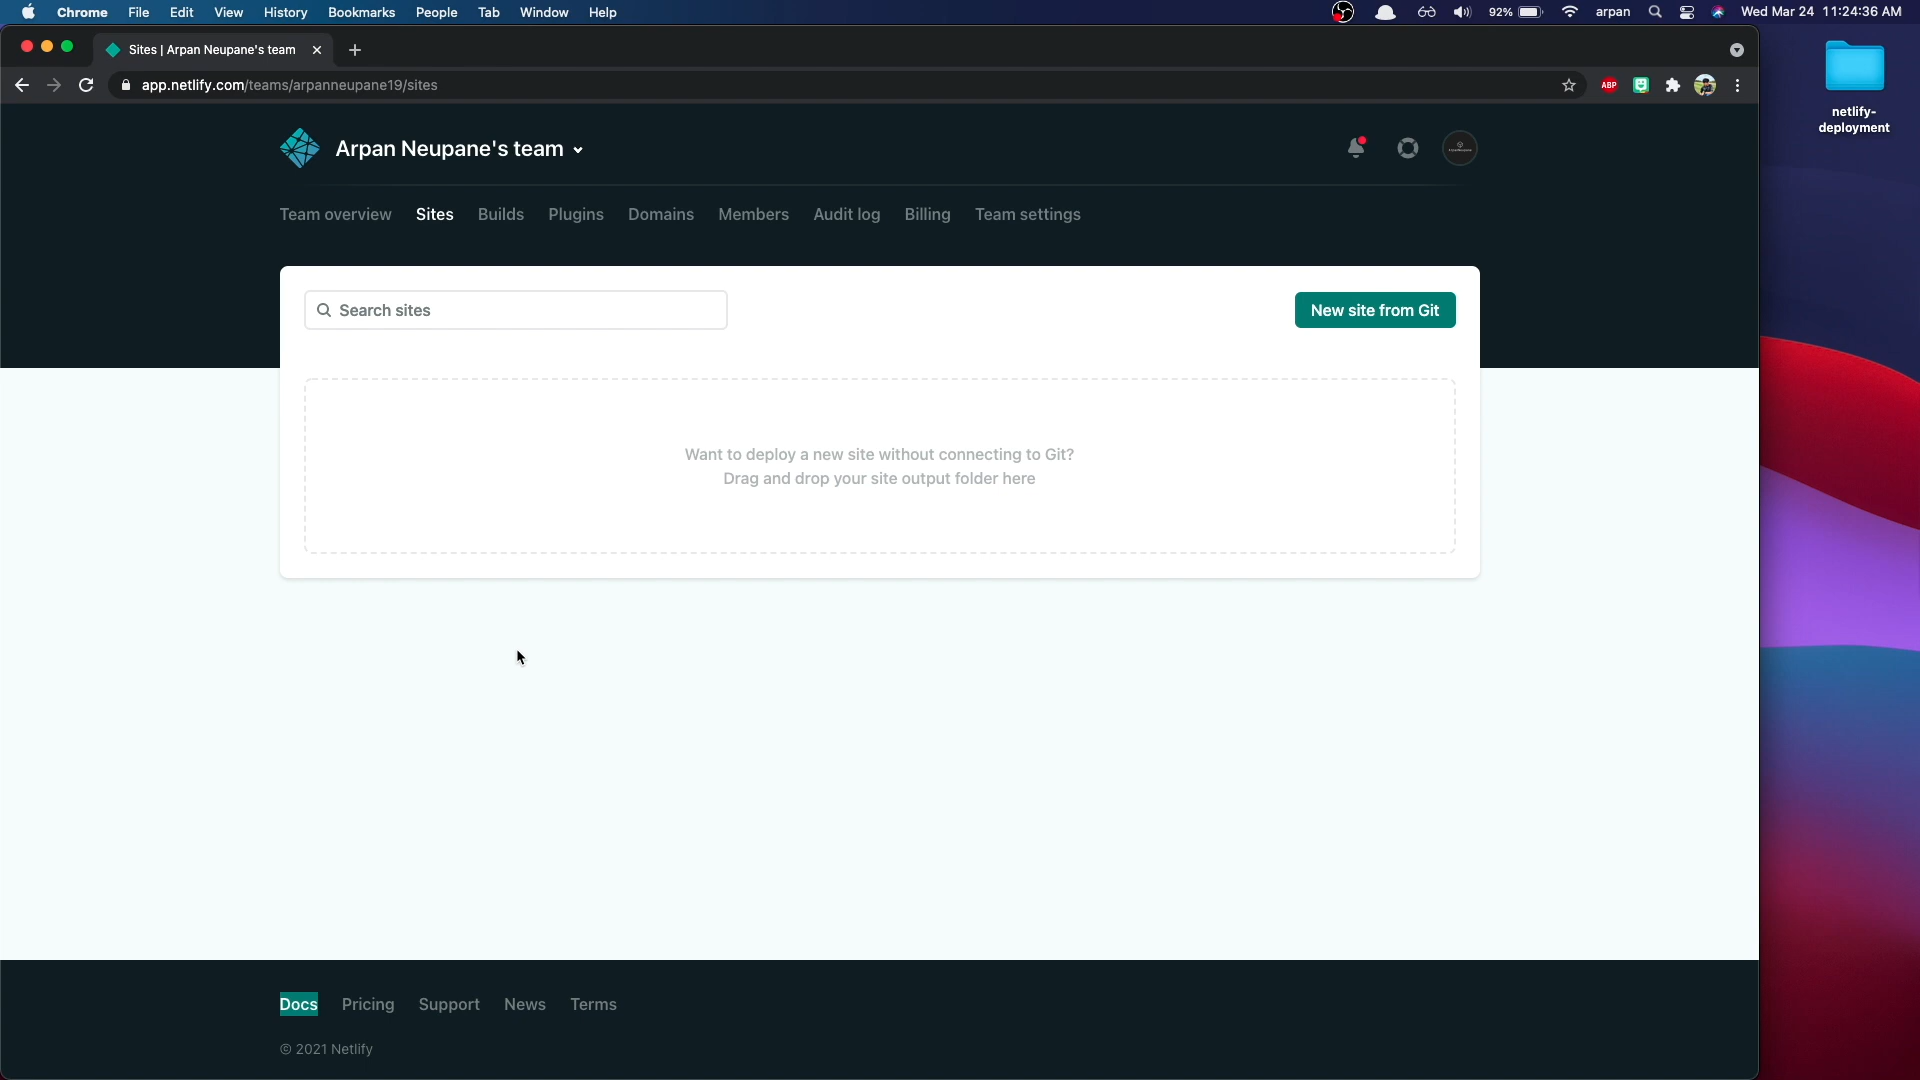 Chrome File Edit View History Bookmarks People Tab Window Help 92% arpan Wed Mar 24 11:24:36 AM
Sites | Arpan Neupane's team
app.netlify.com/teams/arpanneupane19/sites
ABP
netlify-
deployment
Arpan Neupane's team
Team overview Sites Builds Plugins Domains Members Audit log Billing Team settings
Search sites
New site from Git
Want to deploy a new site without connecting to Git?
Drag and drop your site output folder here
Docs Pricing Support News Terms
© 2021 Netlify